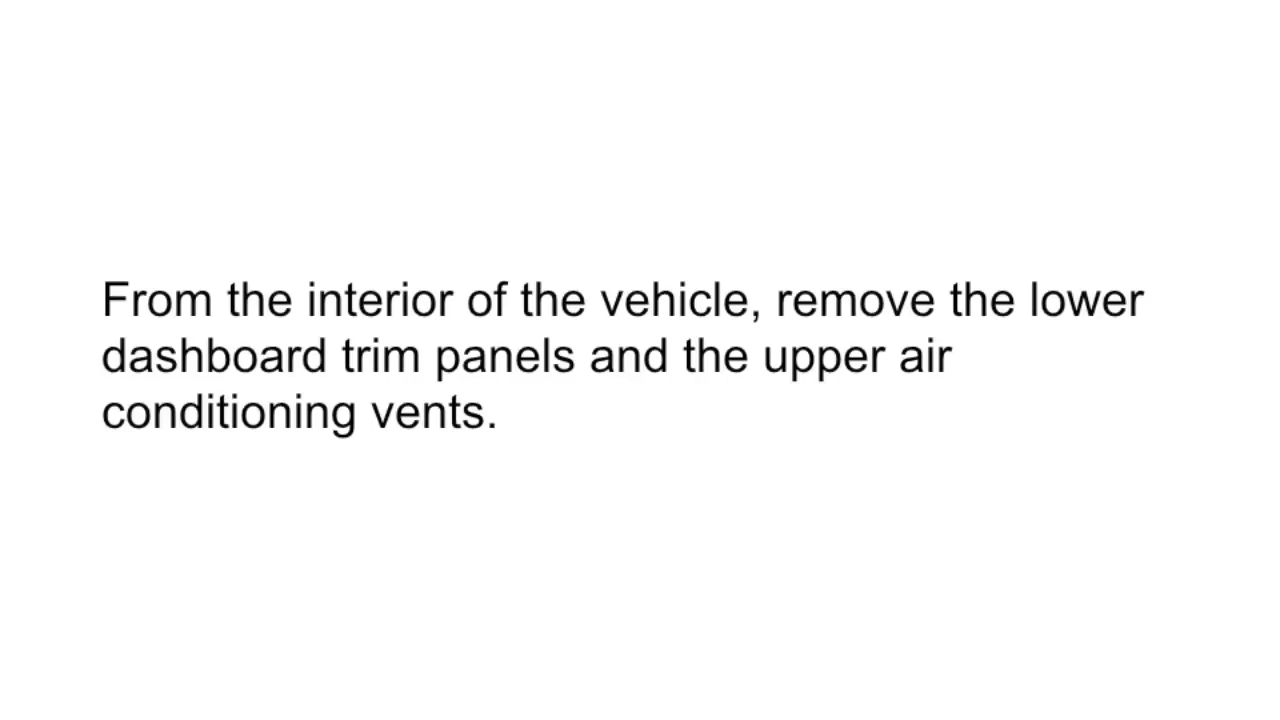 From the interior of the vehicle, remove the lower
dashboard trim panels and the upper air
conditioning vents.